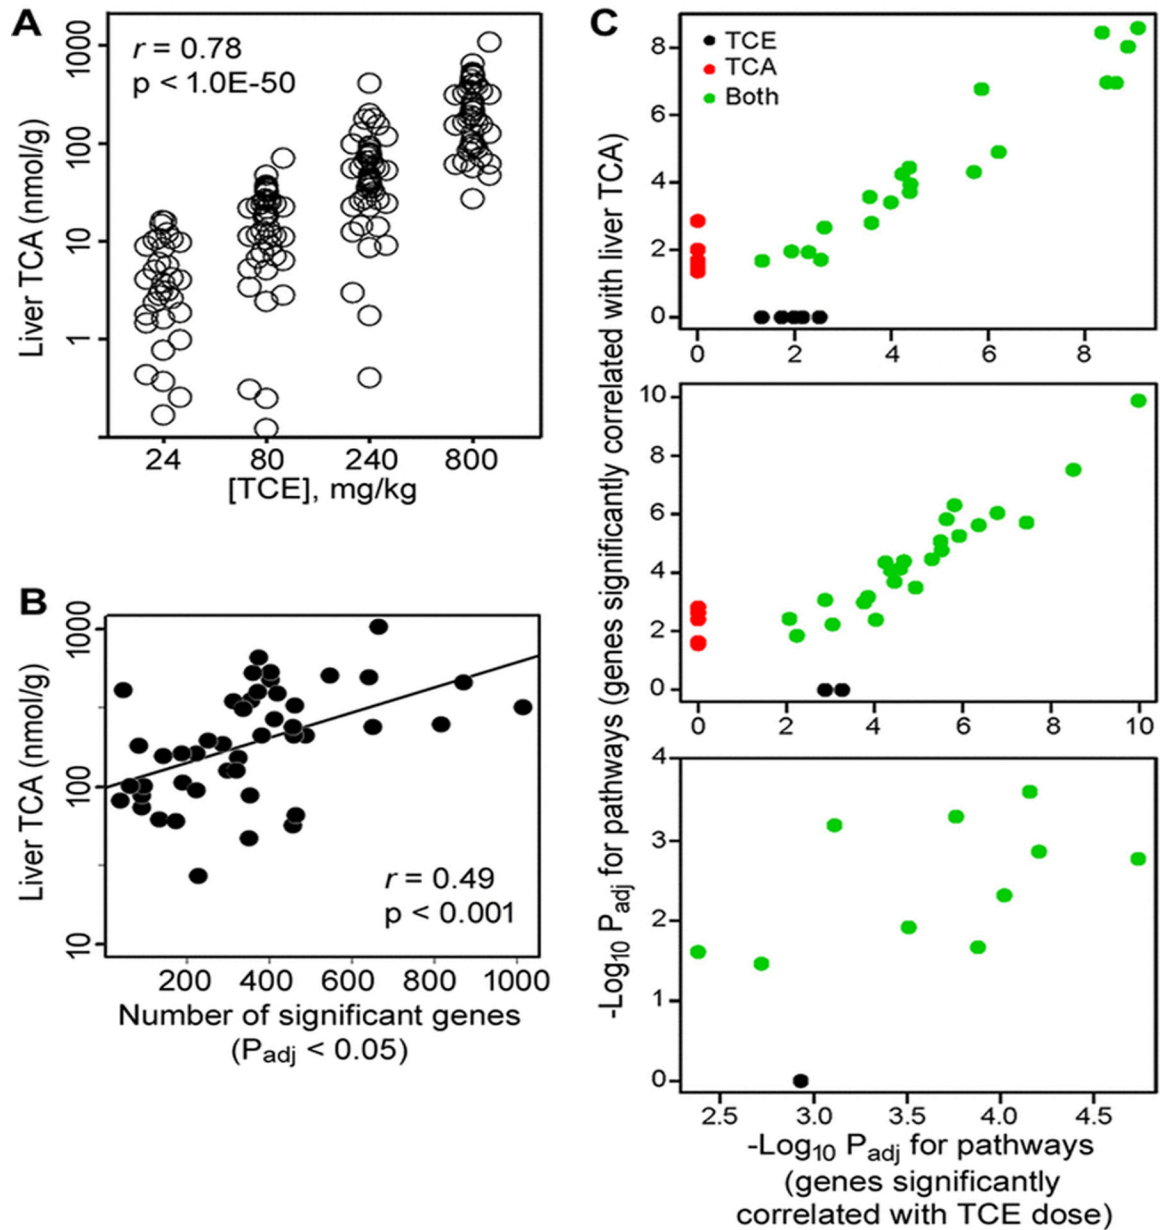 A
1000
100
10
1
Liver TCA (nmol/g)
r = 0.78
p < 1.0E-50
24 80 240 800
[TCE], mg/kg
B
1000
100
10
Liver TCA (nmol/g)
r = 0.49
p < 0.001
200 400 600 800 1000
Number of significant genes
(Padj < 0.05)
C
TCE
TCA
Both
8
6
4
2
0
0 2 4 6 8
10
8
6
4
2
0
0 2 4 6 8 10
4
3
2
1
0
2.5 3.0 3.5 4.0 4.5
-Log10 Padj for pathways (genes significantly correlated with liver TCA)
-Log10 Padj for pathways
(genes significantly
correlated with TCE dose)